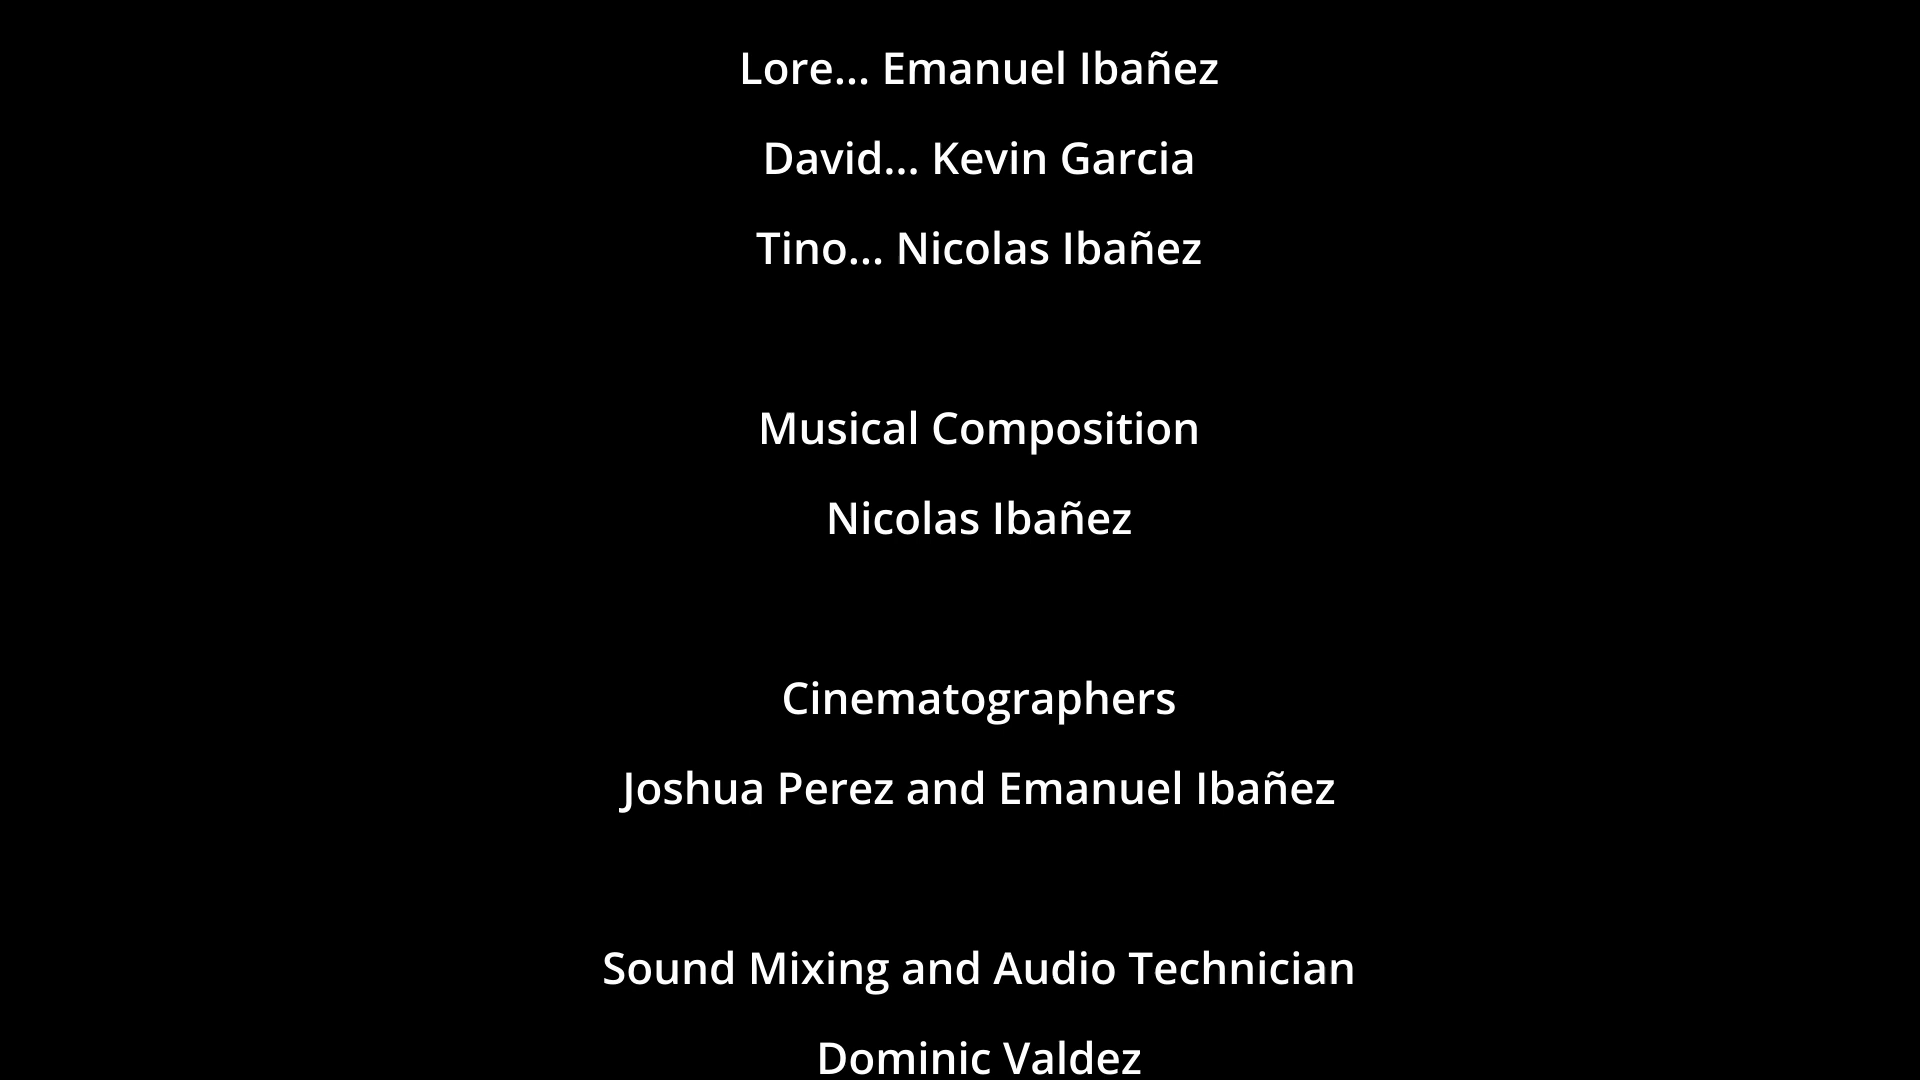 Lore... Emanuel Ibañez
David... Kevin Garcia
Tino... Nicolas Ibañez
Musical Composition
Nicolas Ibañez
Cinematographers
Joshua Perez and Emanuel Ibañez
Sound Mixing and Audio Technician
Dominic Valdez